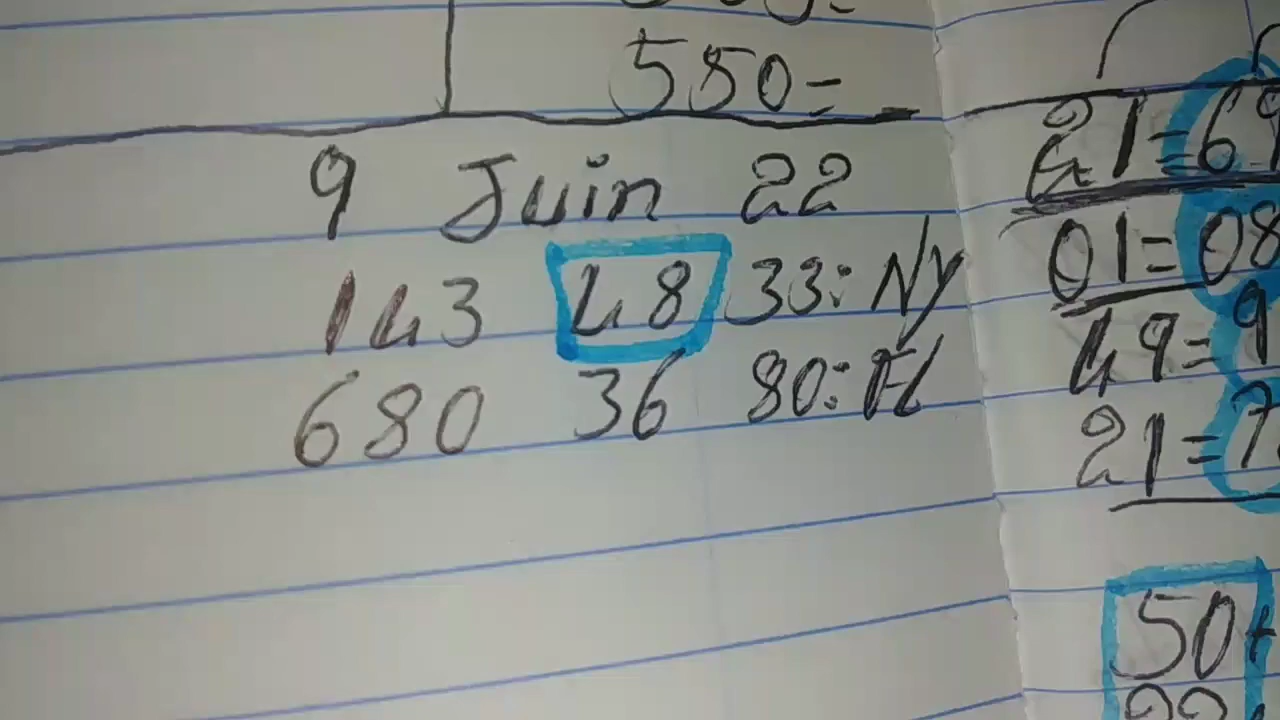 550=
9 Juin 22
143 48 33: Ny
680 36 80: FL
21=69
01=08
49=9
21=7
50+